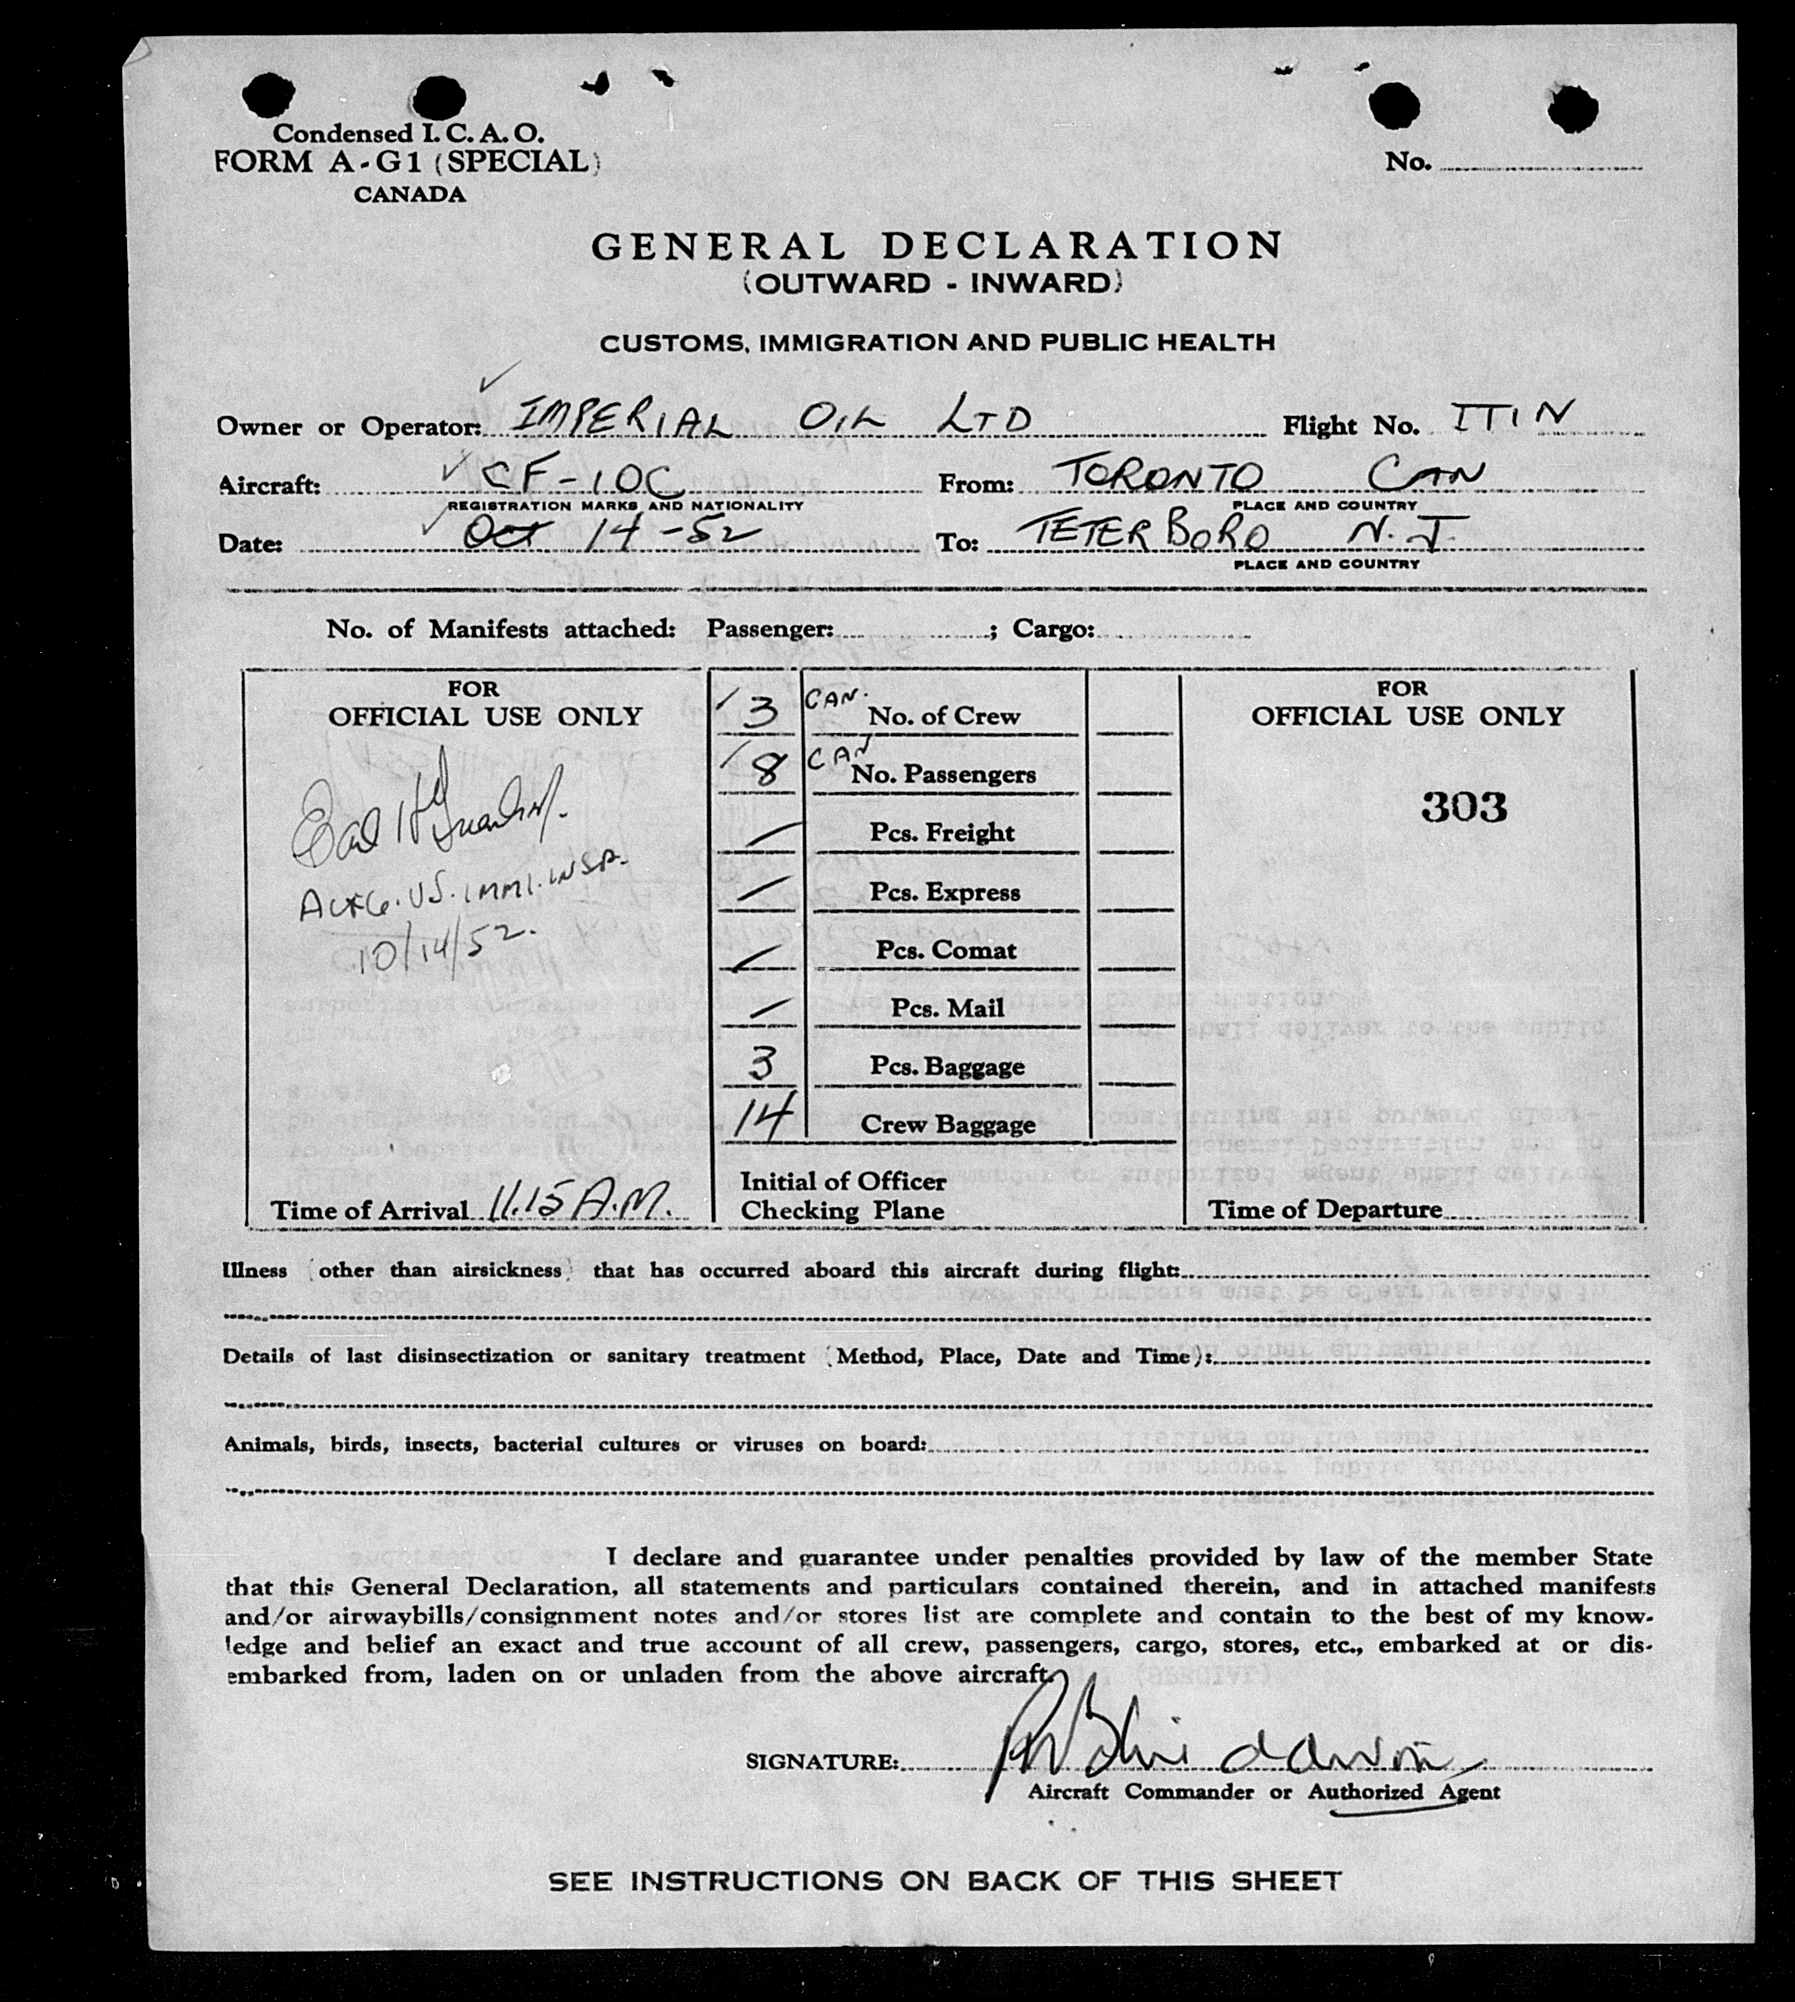 Condensed I. C. A. O.
FORM A-G1 (SPECIAL)
CANADA
No.
GENERAL DECLARATION
(OUTWARD - INWARD)
CUSTOMS, IMMIGRATION AND PUBLIC HEALTH
Owner or Operator: IMPERIAL OIL LTD Flight No. ITIN
Aircraft: CF-IOC From: TORONTO CAN
REGISTRATION MARKS AND NATIONALITY PLACE AND COUNTRY
Date: Oct 14-52 To: TETERBORO N.J.
PLACE AND COUNTRY
No. of Manifests attached: Passenger: ; Cargo:
FOR
OFFICIAL USE ONLY
Earl H
ACTG. U.S. IMMI. INSP.
10/14/52.
Time of Arrival 11.15 A.M.
3 CAN. No. of Crew
8 CAN No. Passengers
Pcs. Freight
Pcs. Express
Pcs. Comat
Pcs. Mail
3 Pcs. Baggage
14 Crew Baggage
Initial of Officer
Checking Plane
FOR
OFFICIAL USE ONLY
303
Time of Departure
Illness (other than airsickness) that has occurred aboard this aircraft during flight:
Details of last disinsectization or sanitary treatment (Method, Place, Date and Time):
Animals, birds, insects, bacterial cultures or viruses on board:
I declare and guarantee under penalties provided by law of the member State
that this General Declaration, all statements and particulars contained therein, and in attached manifests
and/or airwaybills/consignment notes and/or stores list are complete and contain to the best of my know-
ledge and belief an exact and true account of all crew, passengers, cargo, stores, etc., embarked at or dis-
embarked from, laden on or unladen from the above aircraft.
SIGNATURE:
Aircraft Commander or Authorized Agent
SEE INSTRUCTIONS ON BACK OF THIS SHEET